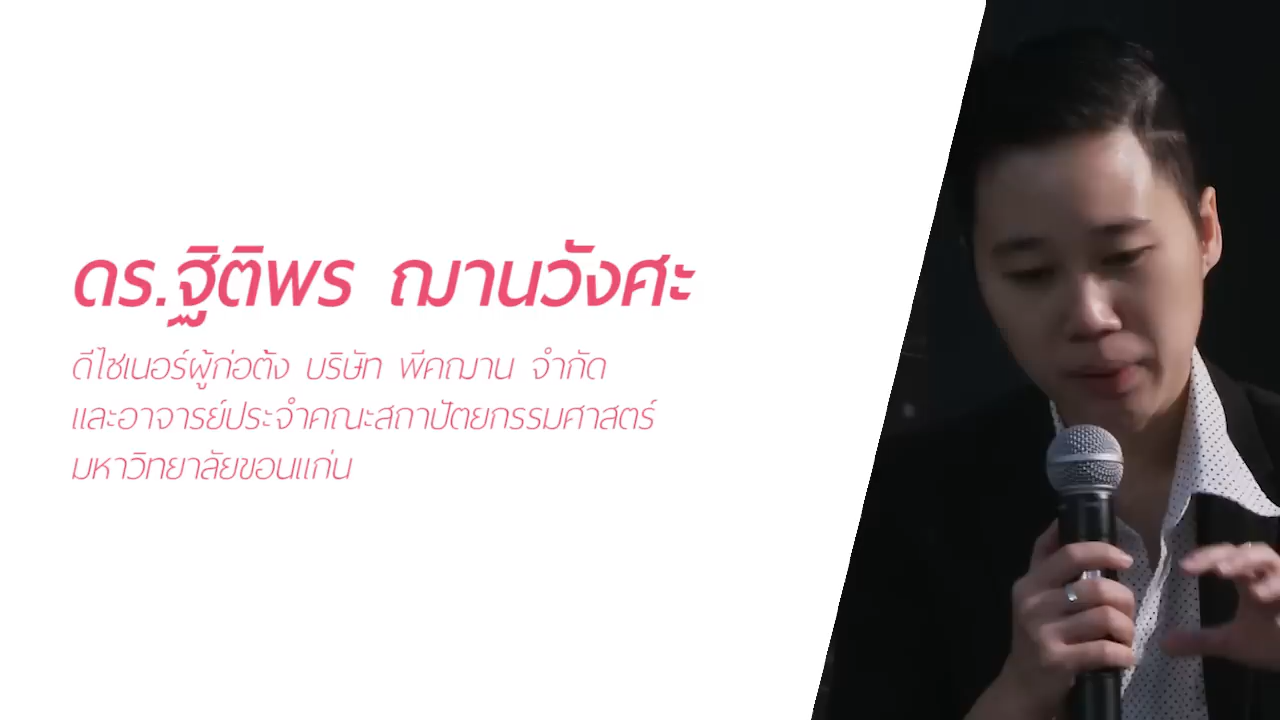 ดร.ฐิติพร ฌานวังศะ
ดีไซเนอร์ผู้ก่อตั้ง บริษัท พีคฌาน จำกัด
และอาจารย์ประจำคณะสถาปัตยกรรมศาสตร์
มหาวิทยาลัยขอนแก่น